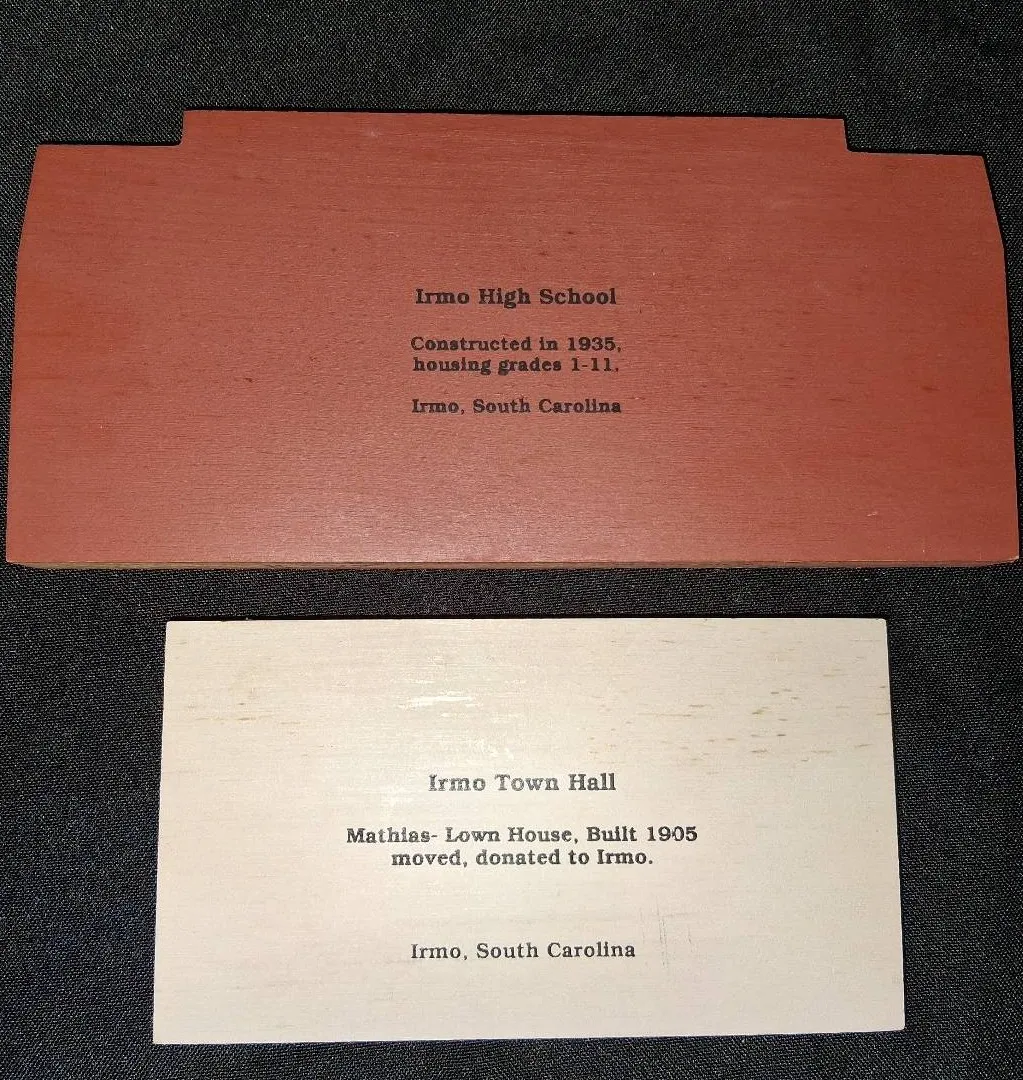 Irmo High School
Constructed in 1935,
housing grades 1-11.
Irmo, South Carolina
Irmo Town Hall
Mathias- Lown House, Built 1905
moved, donated to Irmo.
Irmo, South Carolina